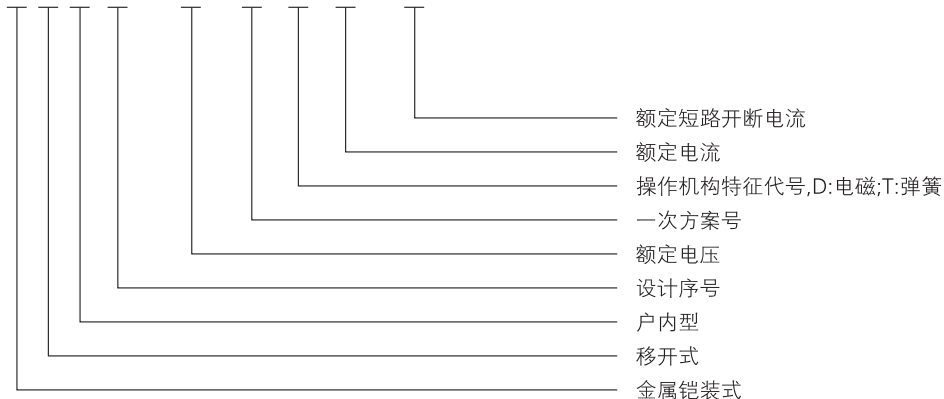 额定短路开断电流
额定电流
操作机构特征代号,D:电磁;T:弹簧
一次方案号
额定电压
设计序号
户内型
移开式
金属铠装式